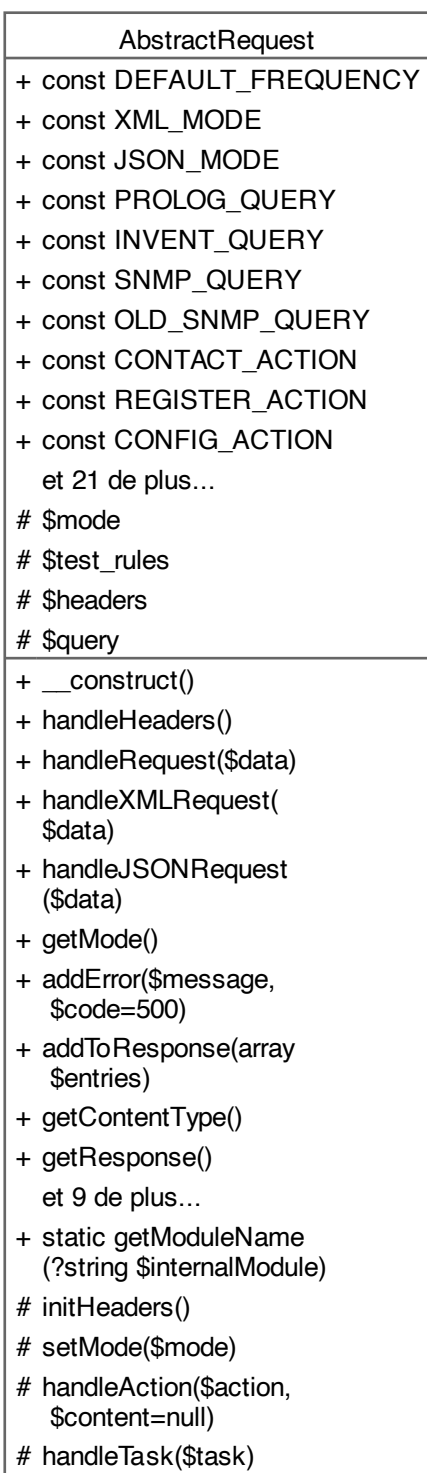 AbstractRequest
+ const DEFAULT_FREQUENCY
+ const XML_MODE
+ const JSON_MODE
+ const PROLOG_QUERY
+ const INVENT_QUERY
+ const SNMP_QUERY
+ const OLD_SNMP_QUERY
+ const CONTACT_ACTION
+ const REGISTER_ACTION
+ const CONFIG_ACTION
et 21 de plus...
# $mode
# $test_rules
# $headers
# $query
+ __construct()
+ handleHeaders()
+ handleRequest($data)
+ handleXMLRequest(
$data)
+ handleJSONRequest
($data)
+ getMode()
+ addError($message,
$code=500)
+ addToResponse(array
$entries)
+ getContentType()
+ getResponse()
et 9 de plus...
+ static getModuleName
(?string $internalModule)
# initHeaders()
# setMode($mode)
# handleAction($action,
$content=null)
# handleTask($task)